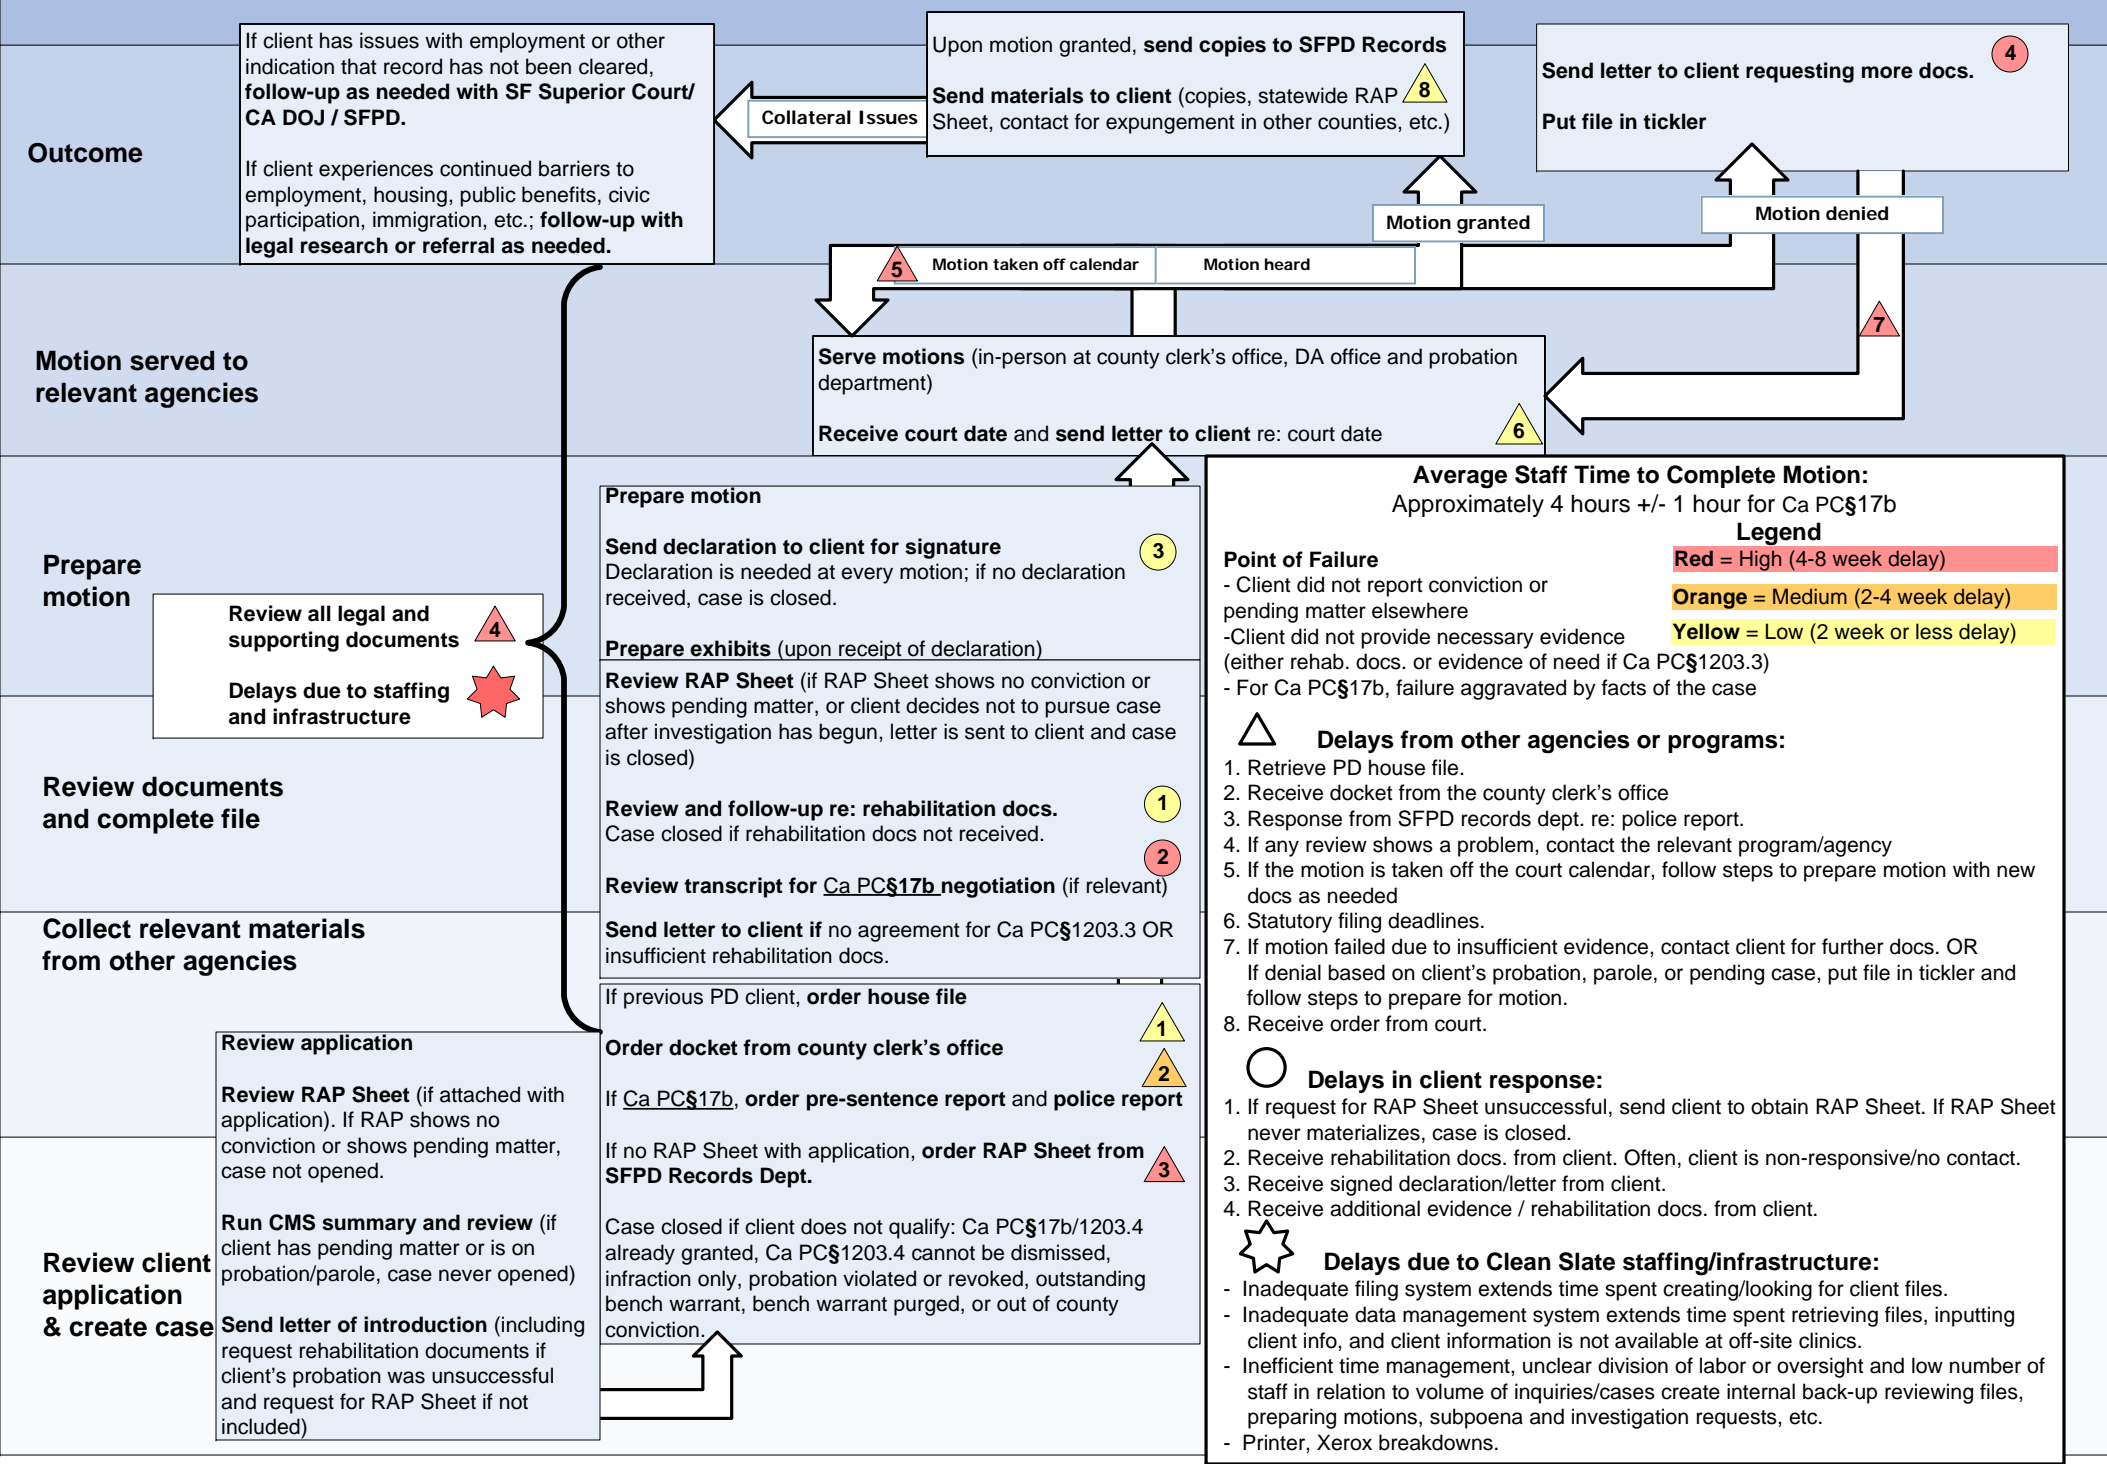 Outcome
If client has issues with employment or other
indication that record has not been cleared,
follow-up as needed with SF Superior Court/
CA DOJ / SFPD.
If client experiences continued barriers to
employment, housing, public benefits, civic
participation, immigration, etc.; follow-up with
legal research or referral as needed.
Collateral Issues
Upon motion granted, send copies to SFPD Records
Send materials to client (copies, statewide RAP
Sheet, contact for expungement in other counties, etc.)
8
Send letter to client requesting more docs.
Put file in tickler
4
Motion granted
Motion denied
5
Motion taken off calendar
Motion heard
7
Motion served to
relevant agencies
Serve motions (in-person at county clerk's office, DA office and probation
department)
Receive court date and send letter to client re: court date
6
Prepare
motion
Review all legal and
supporting documents
4
Delays due to staffing
and infrastructure
Prepare motion
Send declaration to client for signature
Declaration is needed at every motion; if no declaration
received, case is closed.
3
Prepare exhibits (upon receipt of declaration)
Review documents
and complete file
Review RAP Sheet (if RAP Sheet shows no conviction or
shows pending matter, or client decides not to pursue case
after investigation has begun, letter is sent to client and case
is closed)
Review and follow-up re: rehabilitation docs.
Case closed if rehabilitation docs not received.
1
2
Review transcript for Ca PC§17b negotiation (if relevant)
Send letter to client if no agreement for Ca PC§1203.3 OR
insufficient rehabilitation docs.
Collect relevant materials
from other agencies
If previous PD client, order house file
1
Order docket from county clerk's office
2
If Ca PC§17b, order pre-sentence report and police report
If no RAP Sheet with application, order RAP Sheet from
SFPD Records Dept.
3
Case closed if client does not qualify: Ca PC§17b/1203.4
already granted, Ca PC§1203.4 cannot be dismissed,
infraction only, probation violated or revoked, outstanding
bench warrant, bench warrant purged, or out of county
conviction.
Review client
application
& create case
Review application
Review RAP Sheet (if attached with
application). If RAP shows no
conviction or shows pending matter,
case not opened.
Run CMS summary and review (if
client has pending matter or is on
probation/parole, case never opened)
Send letter of introduction (including
request rehabilitation documents if
client's probation was unsuccessful
and request for RAP Sheet if not
included)
Average Staff Time to Complete Motion:
Approximately 4 hours +/- 1 hour for Ca PC§17b
Legend
Point of Failure
- Client did not report conviction or
pending matter elsewhere
-Client did not provide necessary evidence
(either rehab. docs. or evidence of need if Ca PC§1203.3)
- For Ca PC§17b, failure aggravated by facts of the case
Red = High (4-8 week delay)
Orange = Medium (2-4 week delay)
Yellow = Low (2 week or less delay)
Delays from other agencies or programs:
1. Retrieve PD house file.
2. Receive docket from the county clerk's office
3. Response from SFPD records dept. re: police report.
4. If any review shows a problem, contact the relevant program/agency
5. If the motion is taken off the court calendar, follow steps to prepare motion with new
docs as needed
6. Statutory filing deadlines.
7. If motion failed due to insufficient evidence, contact client for further docs. OR
If denial based on client's probation, parole, or pending case, put file in tickler and
follow steps to prepare for motion.
8. Receive order from court.
Delays in client response:
1. If request for RAP Sheet unsuccessful, send client to obtain RAP Sheet. If RAP Sheet
never materializes, case is closed.
2. Receive rehabilitation docs. from client. Often, client is non-responsive/no contact.
3. Receive signed declaration/letter from client.
4. Receive additional evidence / rehabilitation docs. from client.
Delays due to Clean Slate staffing/infrastructure:
- Inadequate filing system extends time spent creating/looking for client files.
- Inadequate data management system extends time spent retrieving files, inputting
client info, and client information is not available at off-site clinics.
- Inefficient time management, unclear division of labor or oversight and low number of
staff in relation to volume of inquiries/cases create internal back-up reviewing files,
preparing motions, subpoena and investigation requests, etc.
- Printer, Xerox breakdowns.